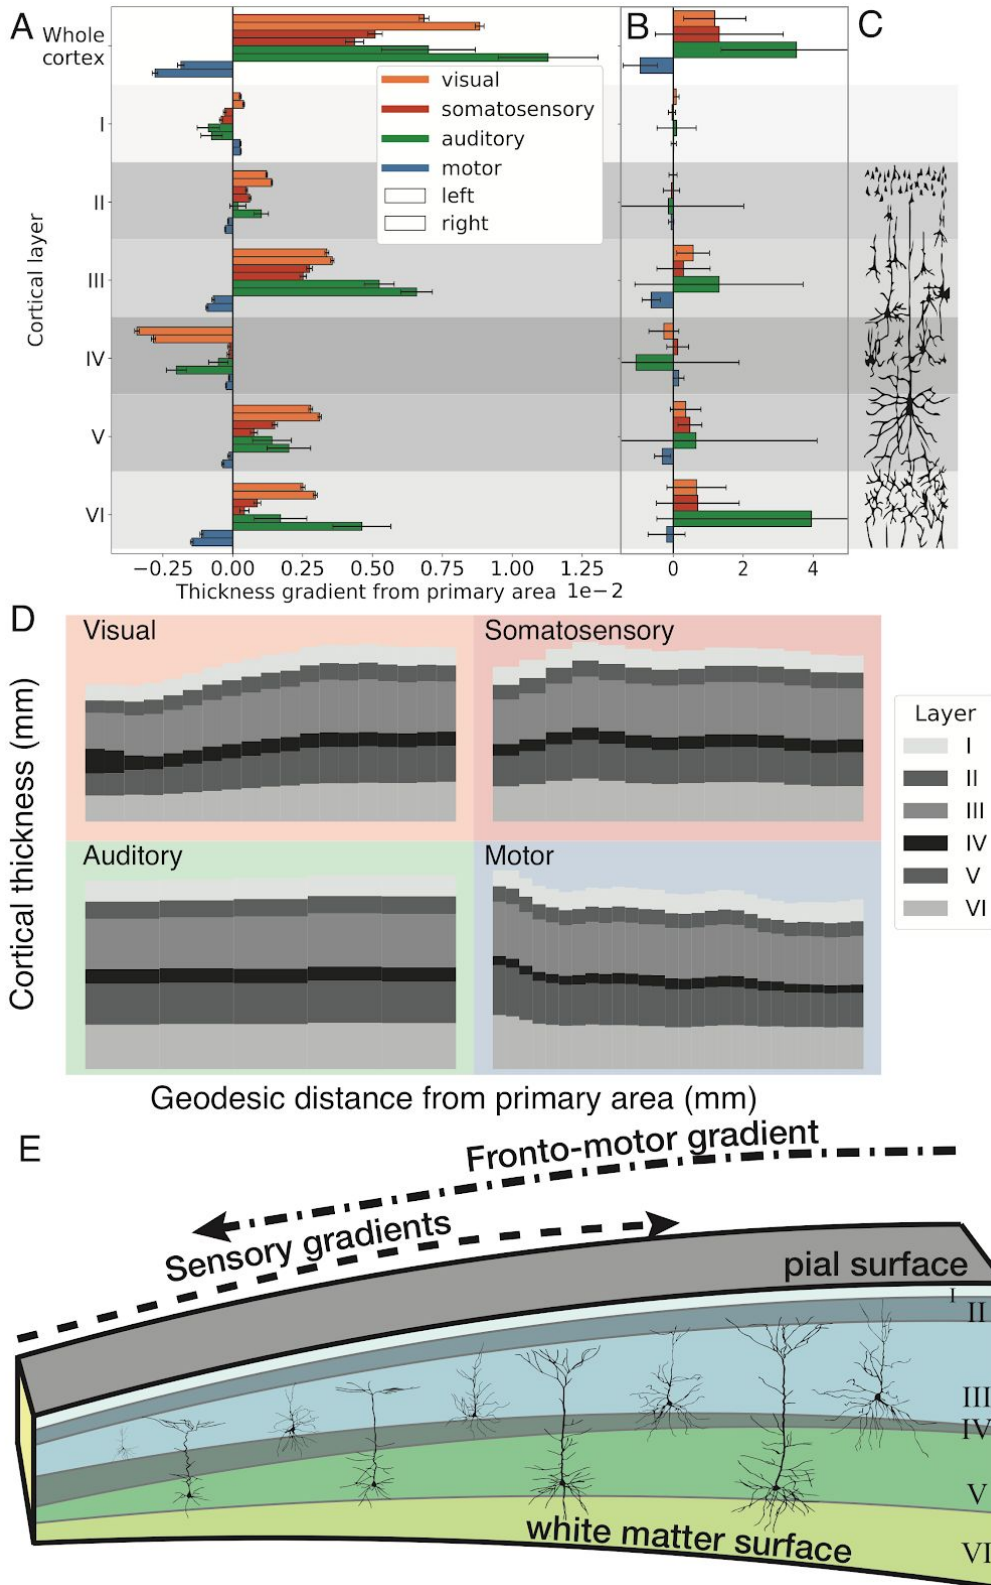 A
B
C
Whole
cortex
I
II
III
IV
V
VI
Cortical layer
visual
somatosensory
auditory
motor
left
right
−0.25 0.00 0.25 0.50 0.75 1.00 1.25
Thickness gradient from primary area 1e−2
0 2 4
D
Visual
Somatosensory
Auditory
Motor
Cortical thickness (mm)
Geodesic distance from primary area (mm)
Layer
I
II
III
IV
V
VI
E
Fronto-motor gradient
Sensory gradients
pial surface
I
II
III
IV
V
white matter surface
VI